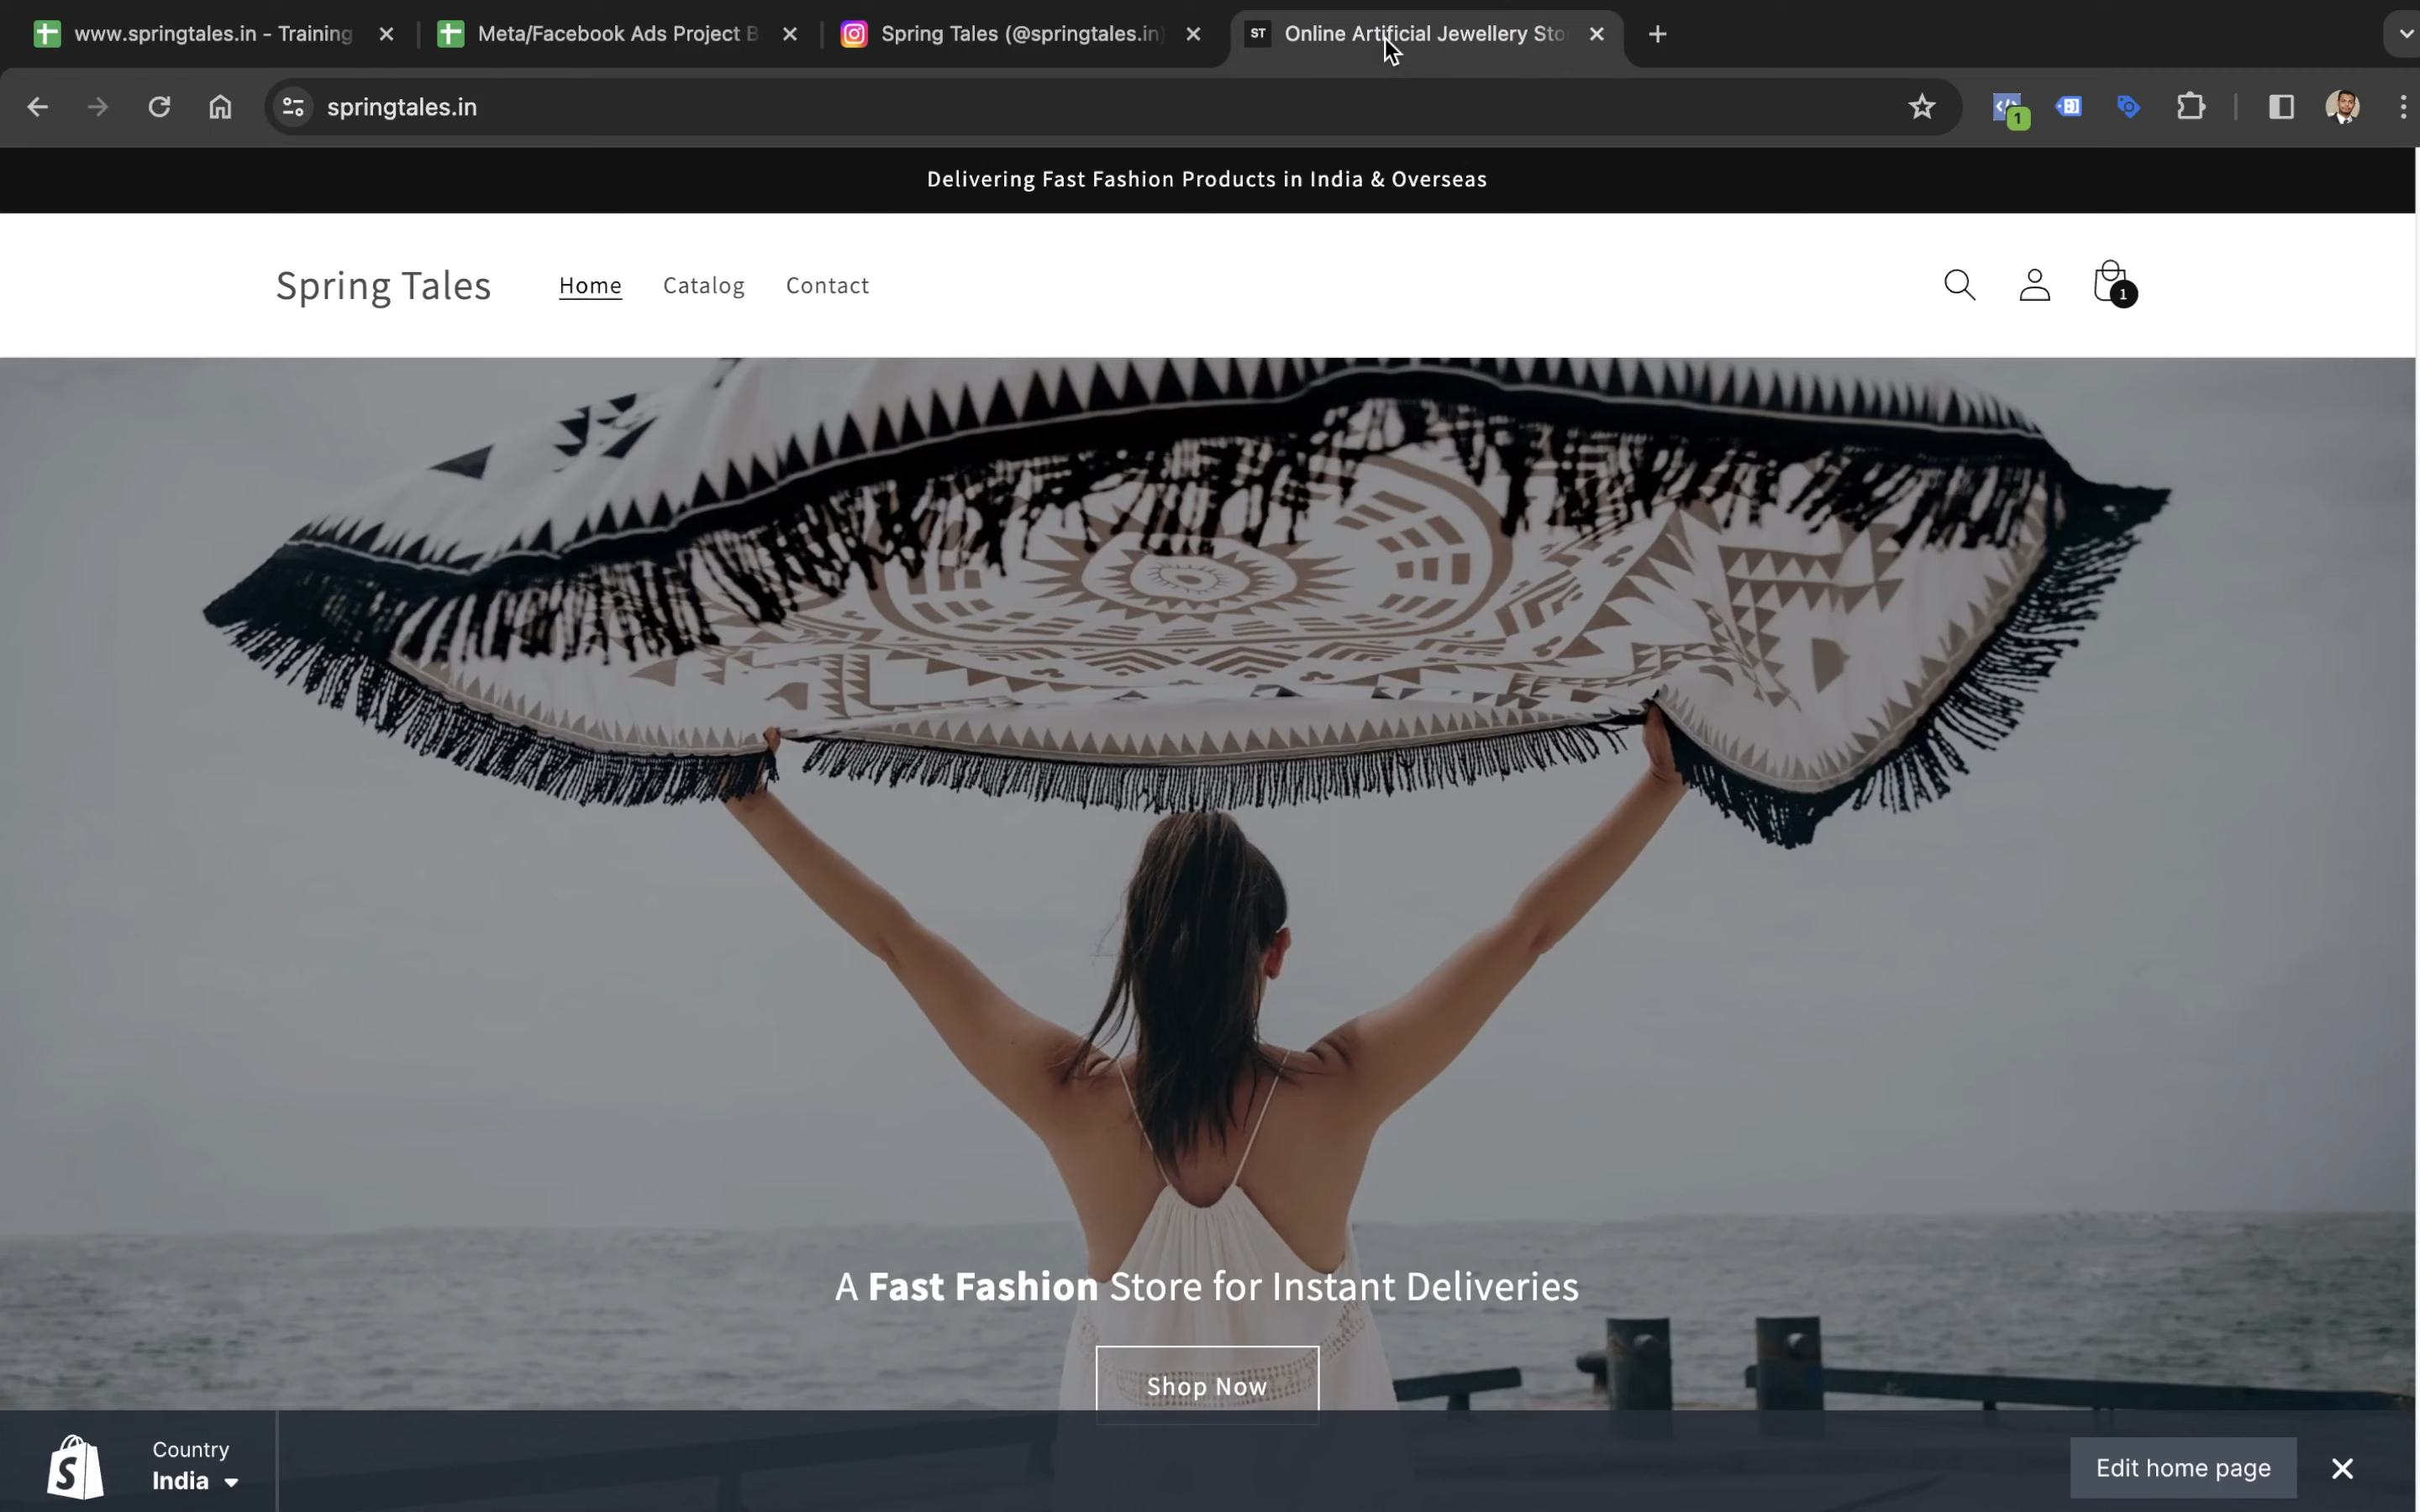 www.springtales.in - Training
Meta/Facebook Ads Project B
Spring Tales (@springtales.in)
ST
Online Artificial Jewellery Sto
springtales.in
1
Delivering Fast Fashion Products in India & Overseas
Spring Tales
Home
Catalog
Contact
1
A Fast Fashion Store for Instant Deliveries
Shop Now
Country
India
Edit home page